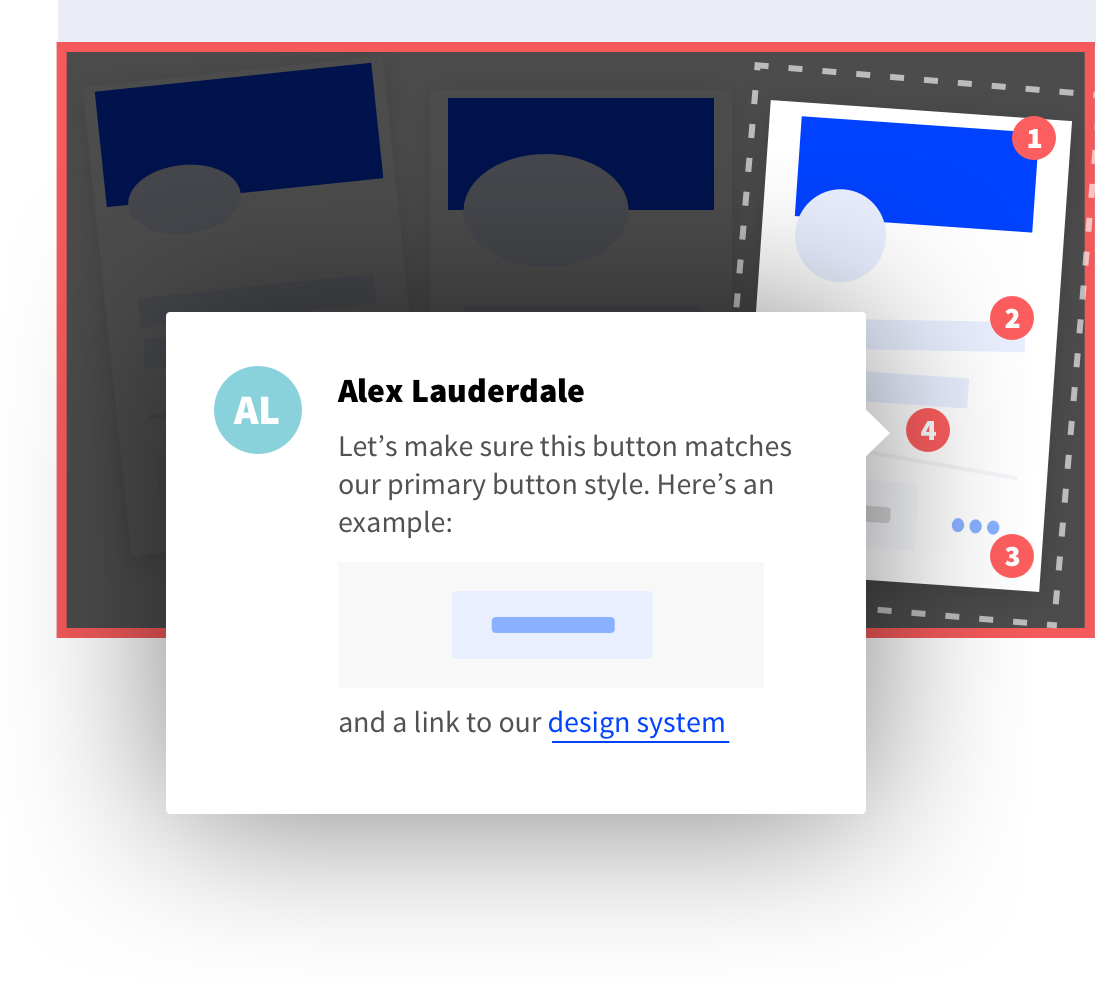 1
2
4
3
AL
Alex Lauderdale
Let’s make sure this button matches
our primary button style. Here’s an
example:
and a link to our design system